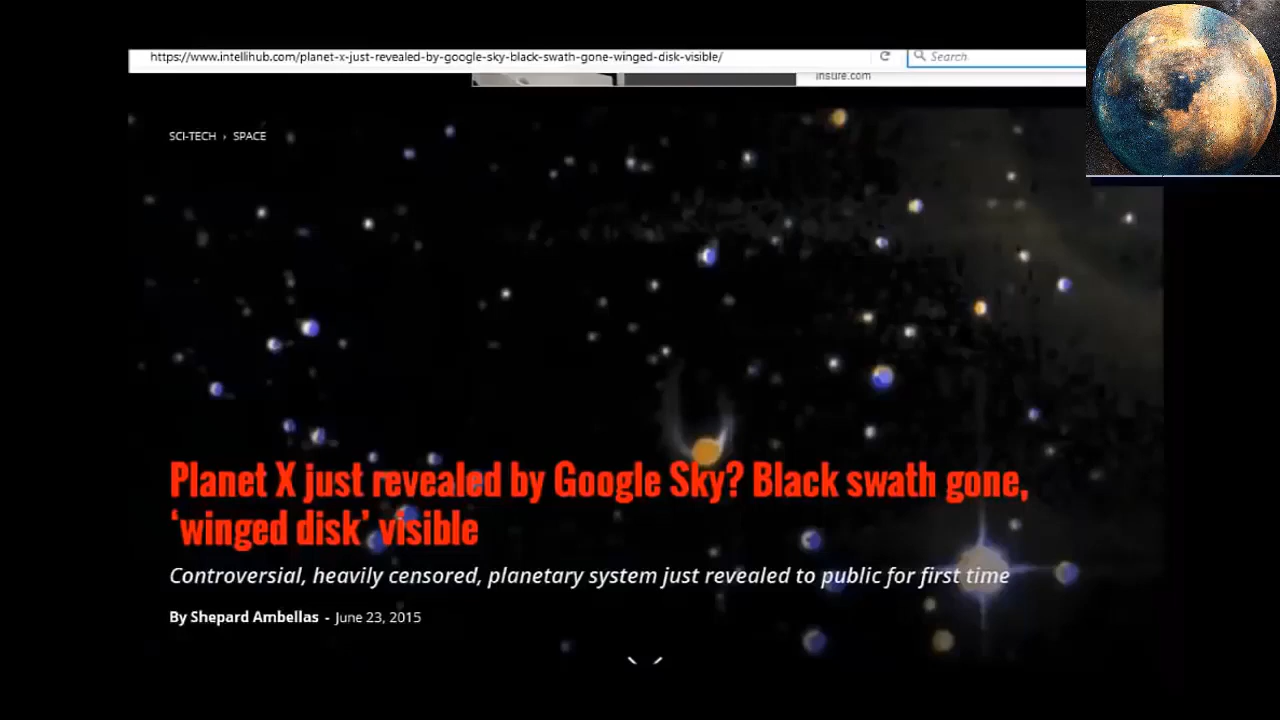 https://www.intellihub.com/planet-x-just-revealed-by-google-sky-black-swath-gone-winged-disk-visible/
Search
insure.com
SCI-TECH › SPACE
Planet X just revealed by Google Sky? Black swath gone,
‘winged disk’ visible
Controversial, heavily censored, planetary system just revealed to public for first time
By Shepard Ambellas - June 23, 2015